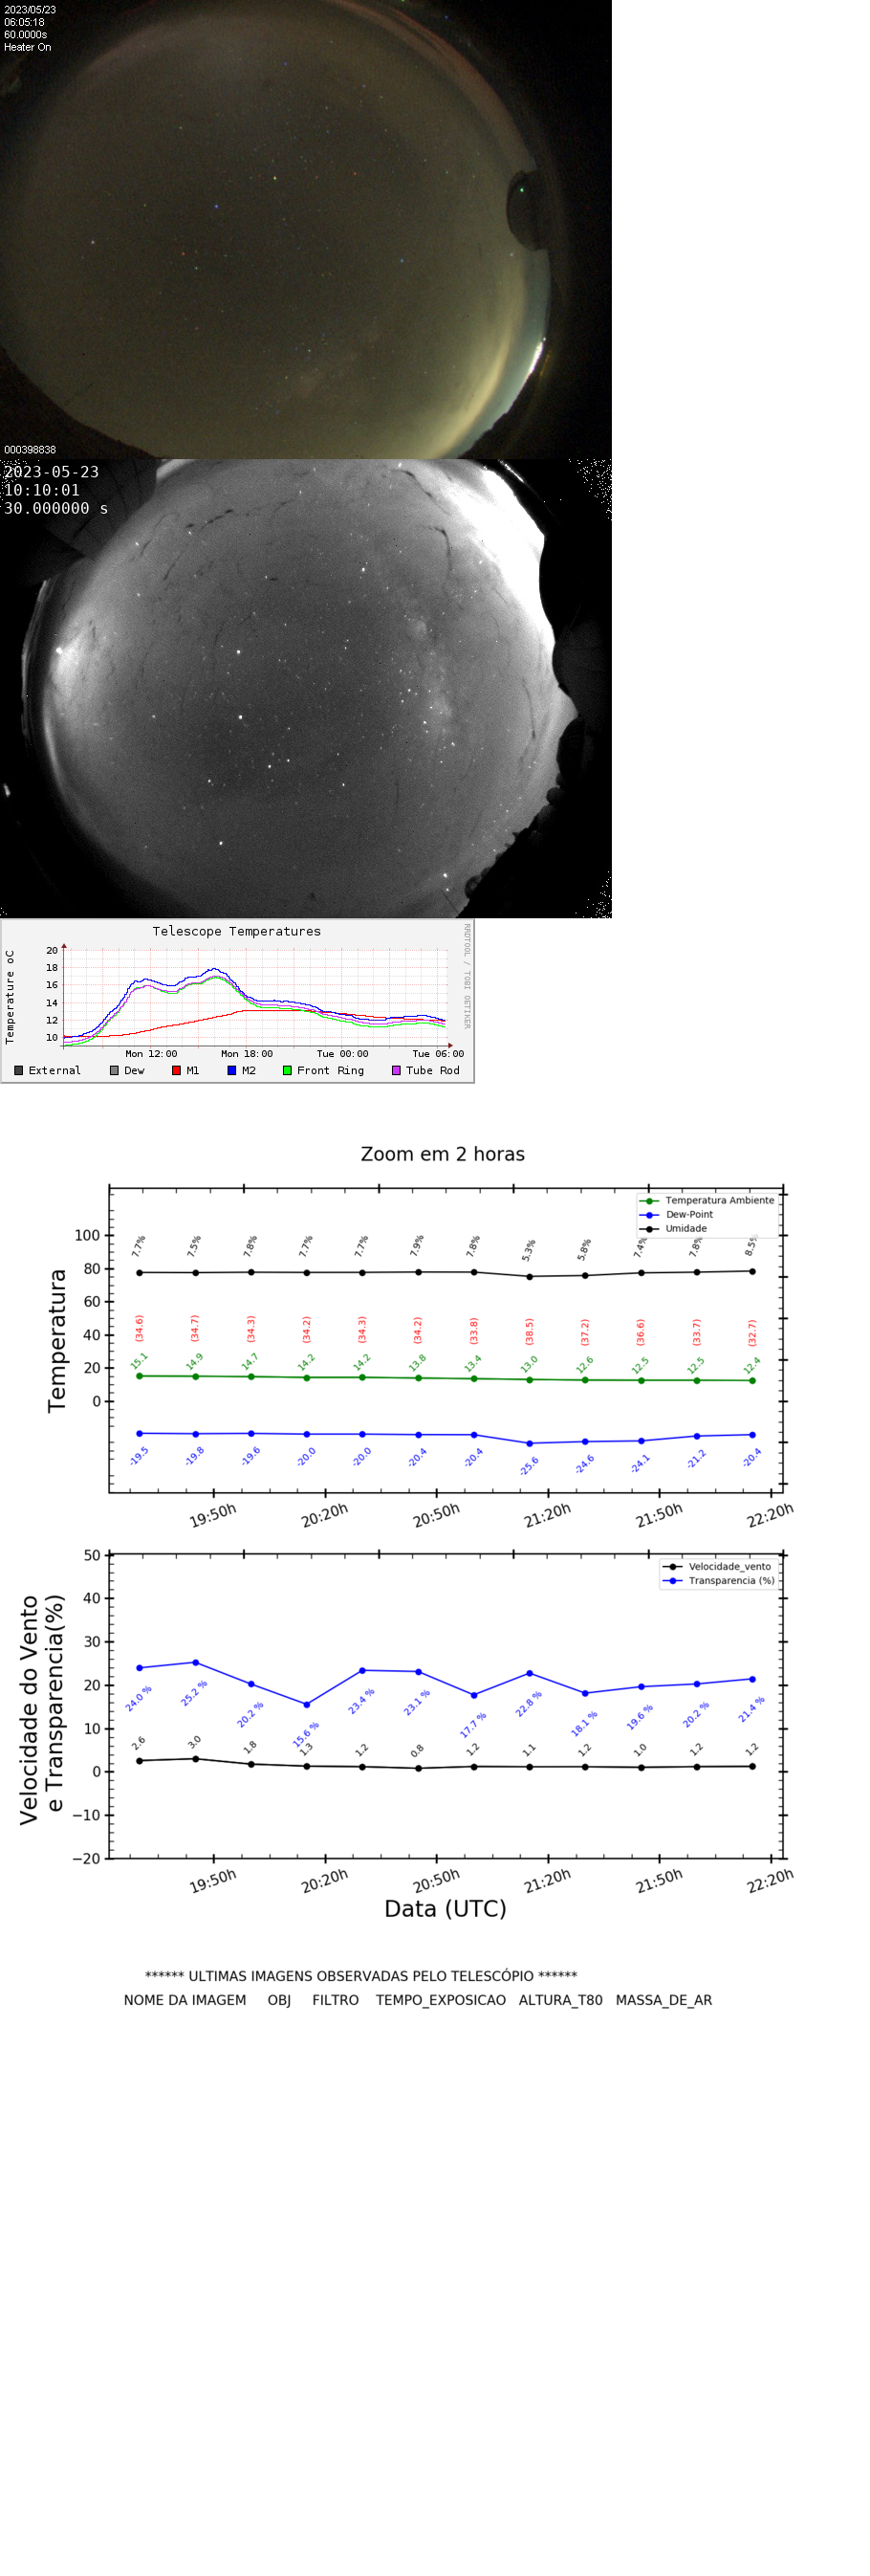 2023/05/23
06:05:18
60.0000s
Heater On
000398838
2023-05-23
10:10:01
30.000000 s
Telescope Temperatures
RRDTOOL / TOBI OETIKER
Temperature oC
20
18
16
14
12
10
Mon 12:00 Mon 18:00 Tue 00:00 Tue 06:00
External Dew M1 M2 Front Ring Tube Rod
Zoom em 2 horas
Temperatura Ambiente
Dew-Point
Umidade
Temperatura
100
80
60
40
20
0
7.7% 7.5% 7.8% 7.7% 7.7% 7.9% 7.8% 5.3% 5.8% 7.4% 7.8% 8.5%
(34.6) (34.7) (34.3) (34.2) (34.3) (34.2) (33.8) (38.5) (37.2) (36.6) (33.7) (32.7)
15.1 14.9 14.7 14.2 14.2 13.8 13.4 13.0 12.6 12.5 12.5 12.4
-19.5 -19.8 -19.6 -20.0 -20.0 -20.4 -20.4 -25.6 -24.6 -24.1 -21.2 -20.4
19:50h 20:20h 20:50h 21:20h 21:50h 22:20h
Velocidade_vento
Transparencia (%)
Velocidade do Vento
e Transparencia(%)
50
40
30
20
10
0
−10
−20
24.0 % 25.2 % 20.2 % 15.6 % 23.4 % 23.1 % 17.7 % 22.8 % 18.1 % 19.6 % 20.2 % 21.4 %
2.6 3.0 1.8 1.3 1.2 0.8 1.2 1.1 1.2 1.0 1.2 1.2
19:50h 20:20h 20:50h 21:20h 21:50h 22:20h
Data (UTC)
****** ULTIMAS IMAGENS OBSERVADAS PELO TELESCÓPIO ******
NOME DA IMAGEM OBJ FILTRO TEMPO_EXPOSICAO ALTURA_T80 MASSA_DE_AR